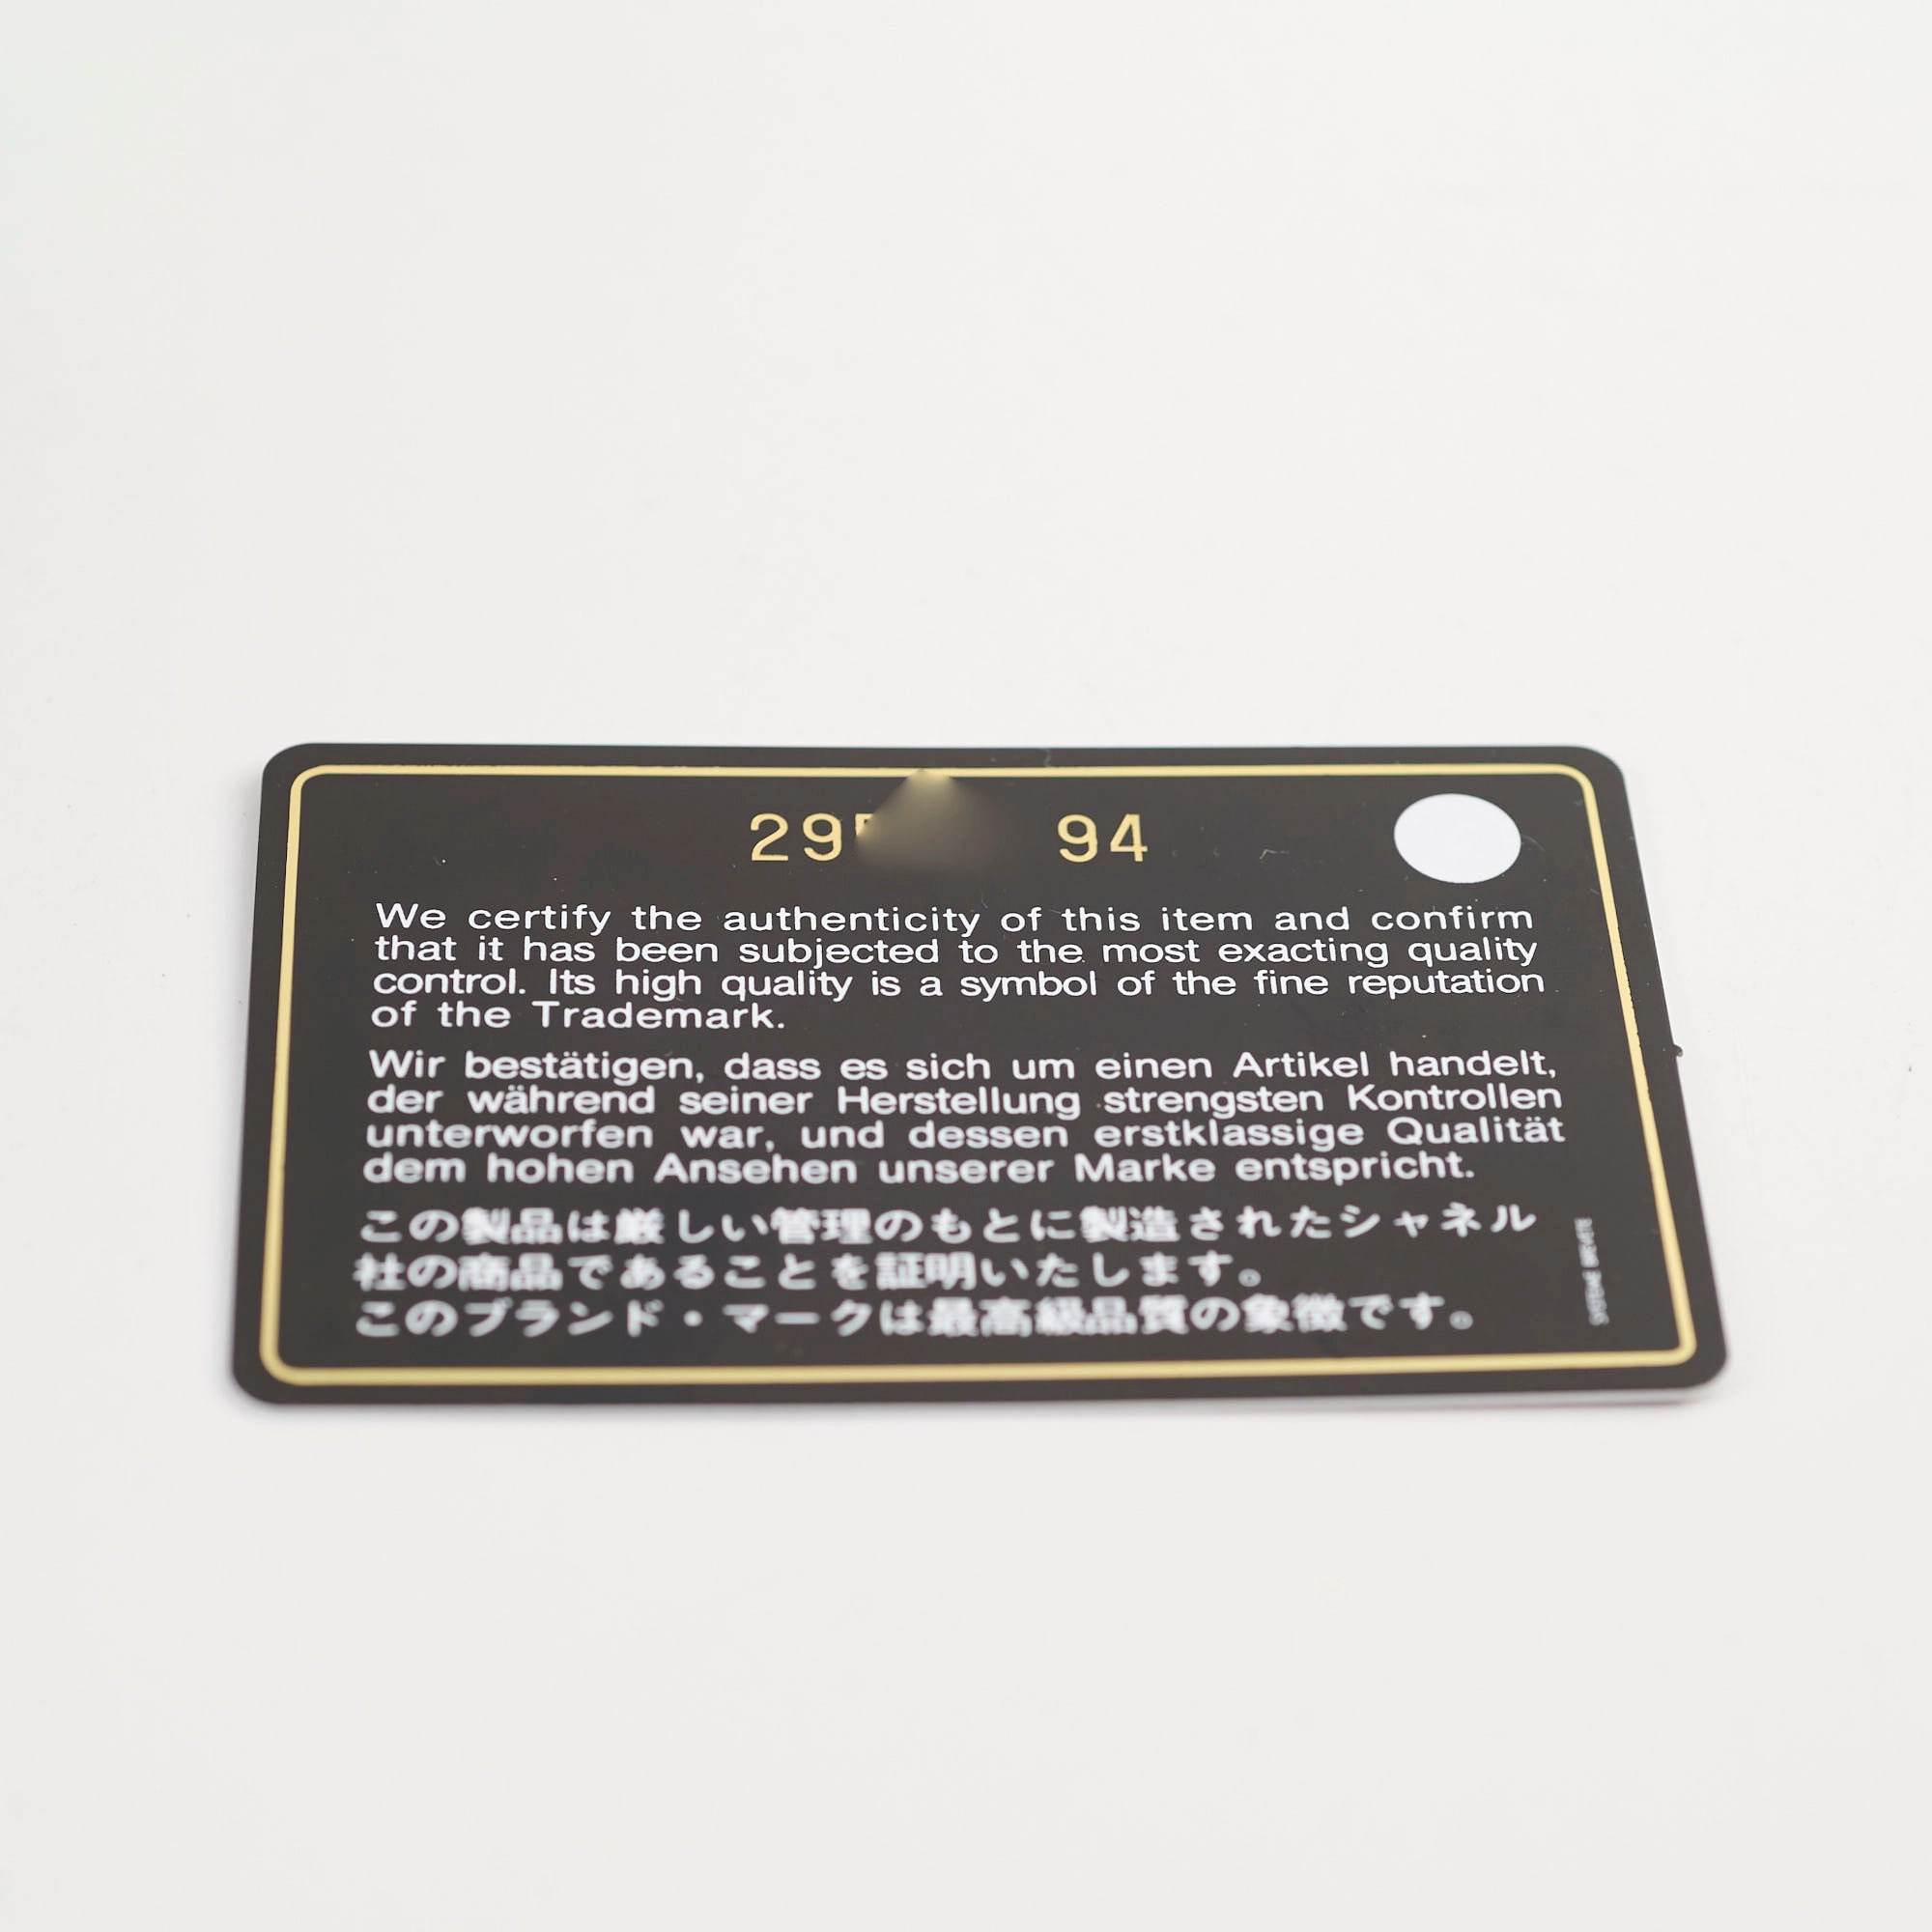 29 94
We certify the authenticity of this item and confirm
that it has been subjected to the most exacting quality
control. Its high quality is a symbol of the fine reputation
of the Trademark.
Wir bestätigen, dass es sich um einen Artikel handelt,
der während seiner Herstellung strengsten Kontrollen
unterworfen war, und dessen erstklassige Qualität
dem hohen Ansehen unserer Marke entspricht.
この製品は厳しい管理のもとに製造されたシャネル
社の商品であることを証明いたします。
このブランド・マークは最高級品質の象徴です。